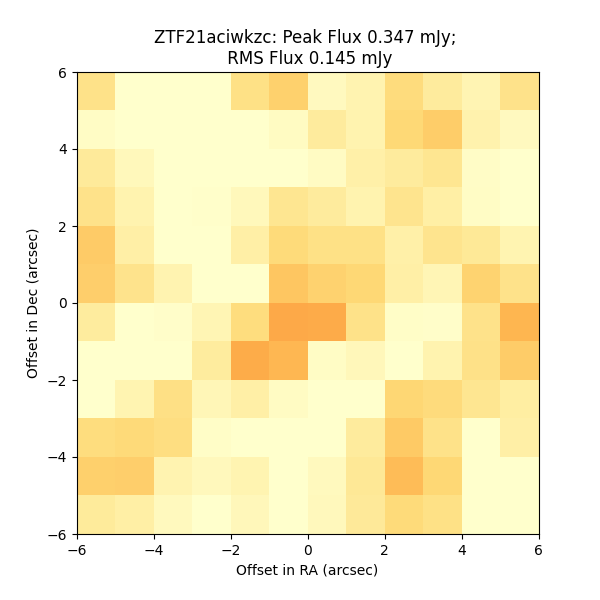 ZTF21aciwkzc: Peak Flux 0.347 mJy;
RMS Flux 0.145 mJy
6
4
2
0
−2
−4
−6
Offset in Dec (arcsec)
−6 −4 −2 0 2 4 6
Offset in RA (arcsec)